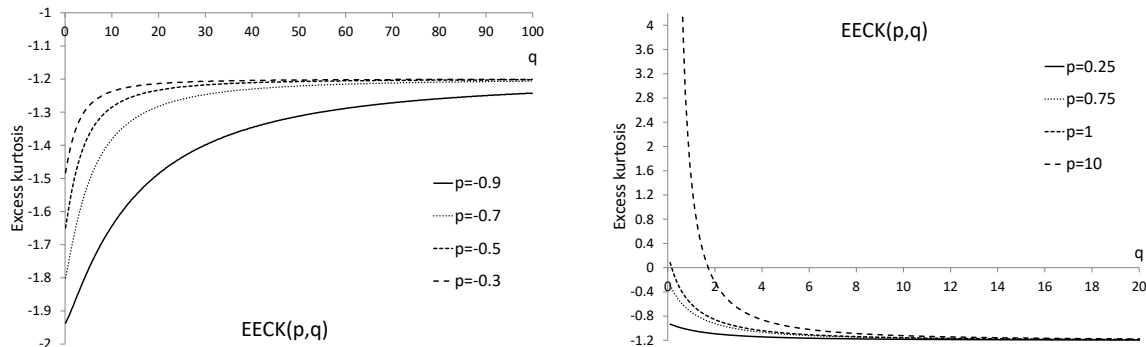 -1
0 10 20 30 40 50 60 70 80 90 100
q
-1.1
-1.2
-1.3
-1.4
-1.5
-1.6
-1.7
-1.8
-1.9
-2
Excess kurtosis
p=-0.9
p=-0.7
p=-0.5
p=-0.3
EECK(p,q)
EECK(p,q)
4
3.6
3.2
2.8
2.4
2
1.6
1.2
0.8
0.4
0
-0.4
-0.8
-1.2
Excess kurtosis
p=0.25
p=0.75
p=1
p=10
q
0 2 4 6 8 10 12 14 16 18 20